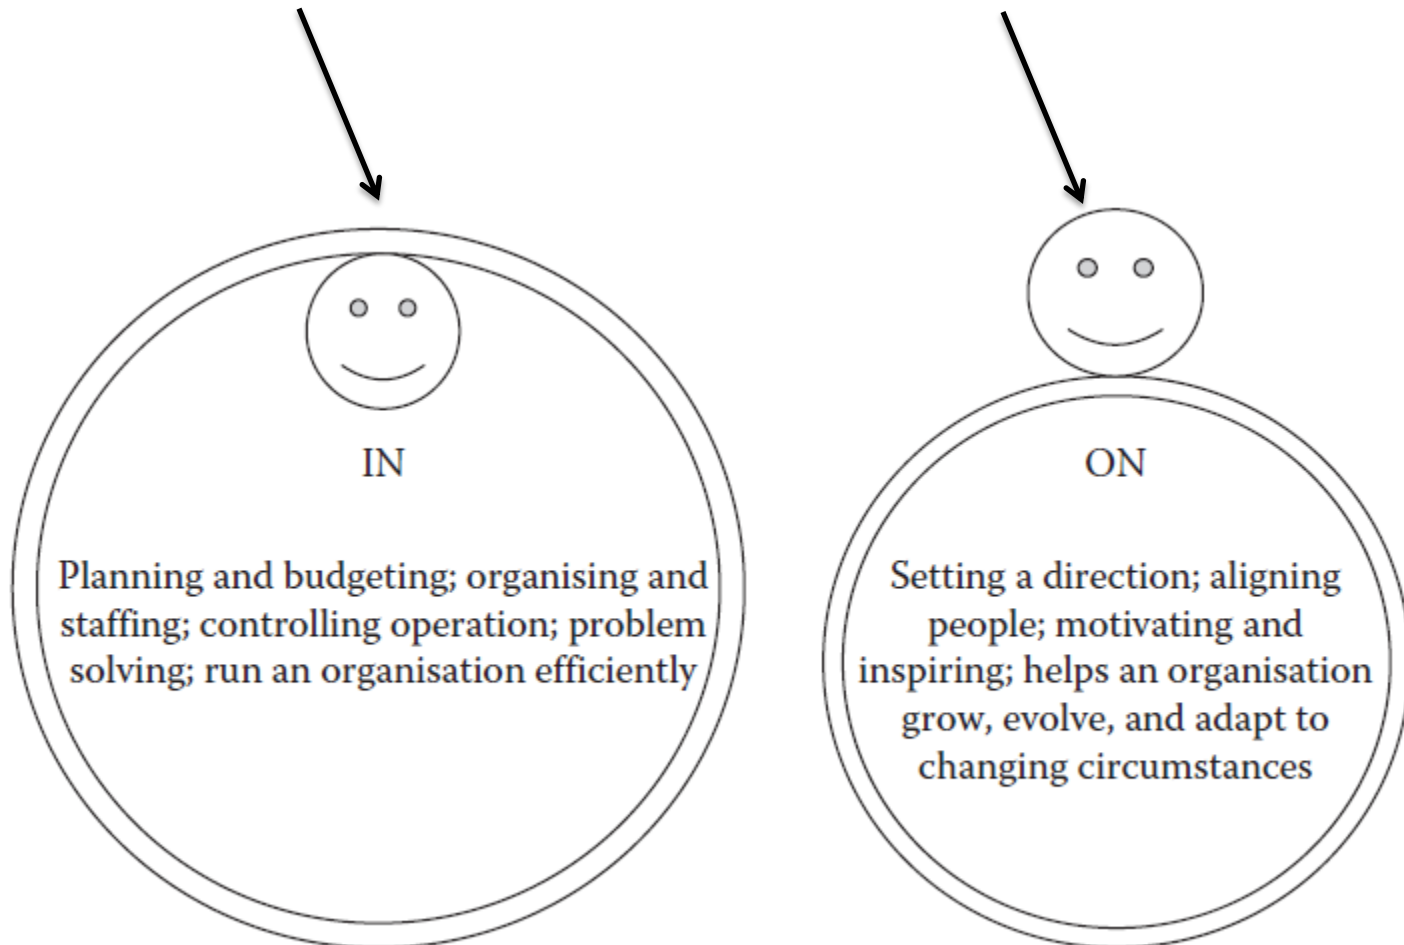 IN
Planning and budgeting; organising and
staffing; controlling operation; problem
solving; run an organisation efficiently
ON
Setting a direction; aligning
people; motivating and
inspiring; helps an organisation
grow, evolve, and adapt to
changing circumstances